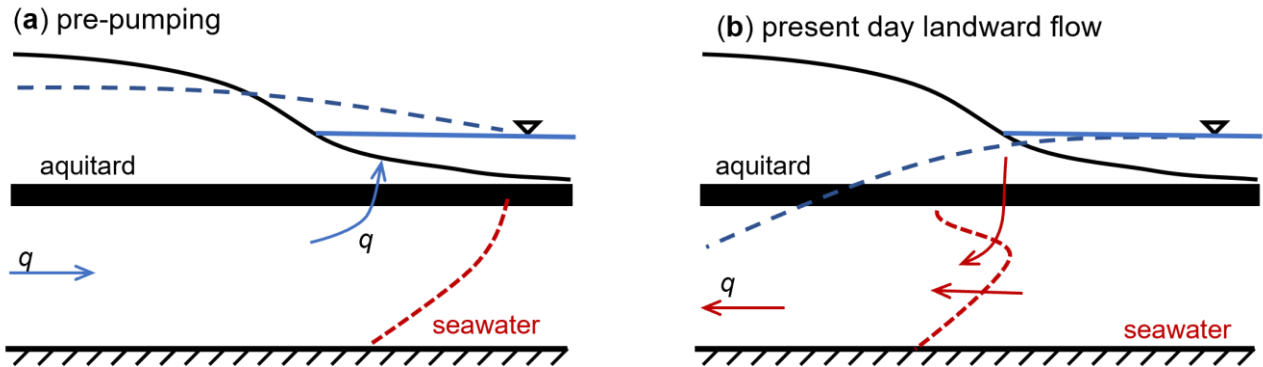 (a) pre-pumping
aquitard
q
q
seawater
(b) present day landward flow
aquitard
q
seawater